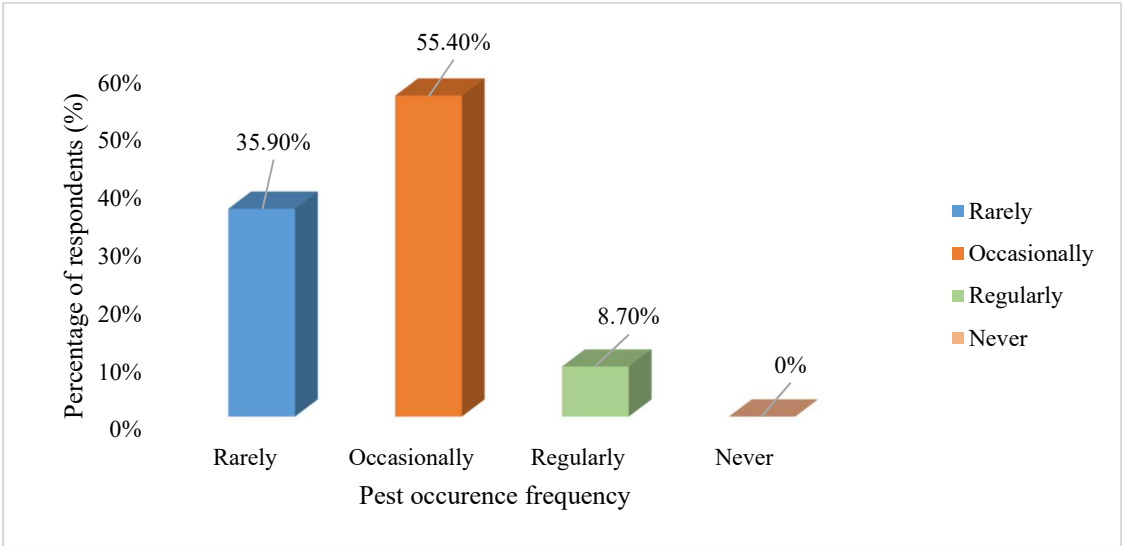 55.40%
60%
50%
40%
30%
20%
10%
0%
Percentage of respondents (%)
35.90%
8.70%
0%
Rarely
Occasionally
Regularly
Never
Pest occurence frequency
Rarely
Occasionally
Regularly
Never